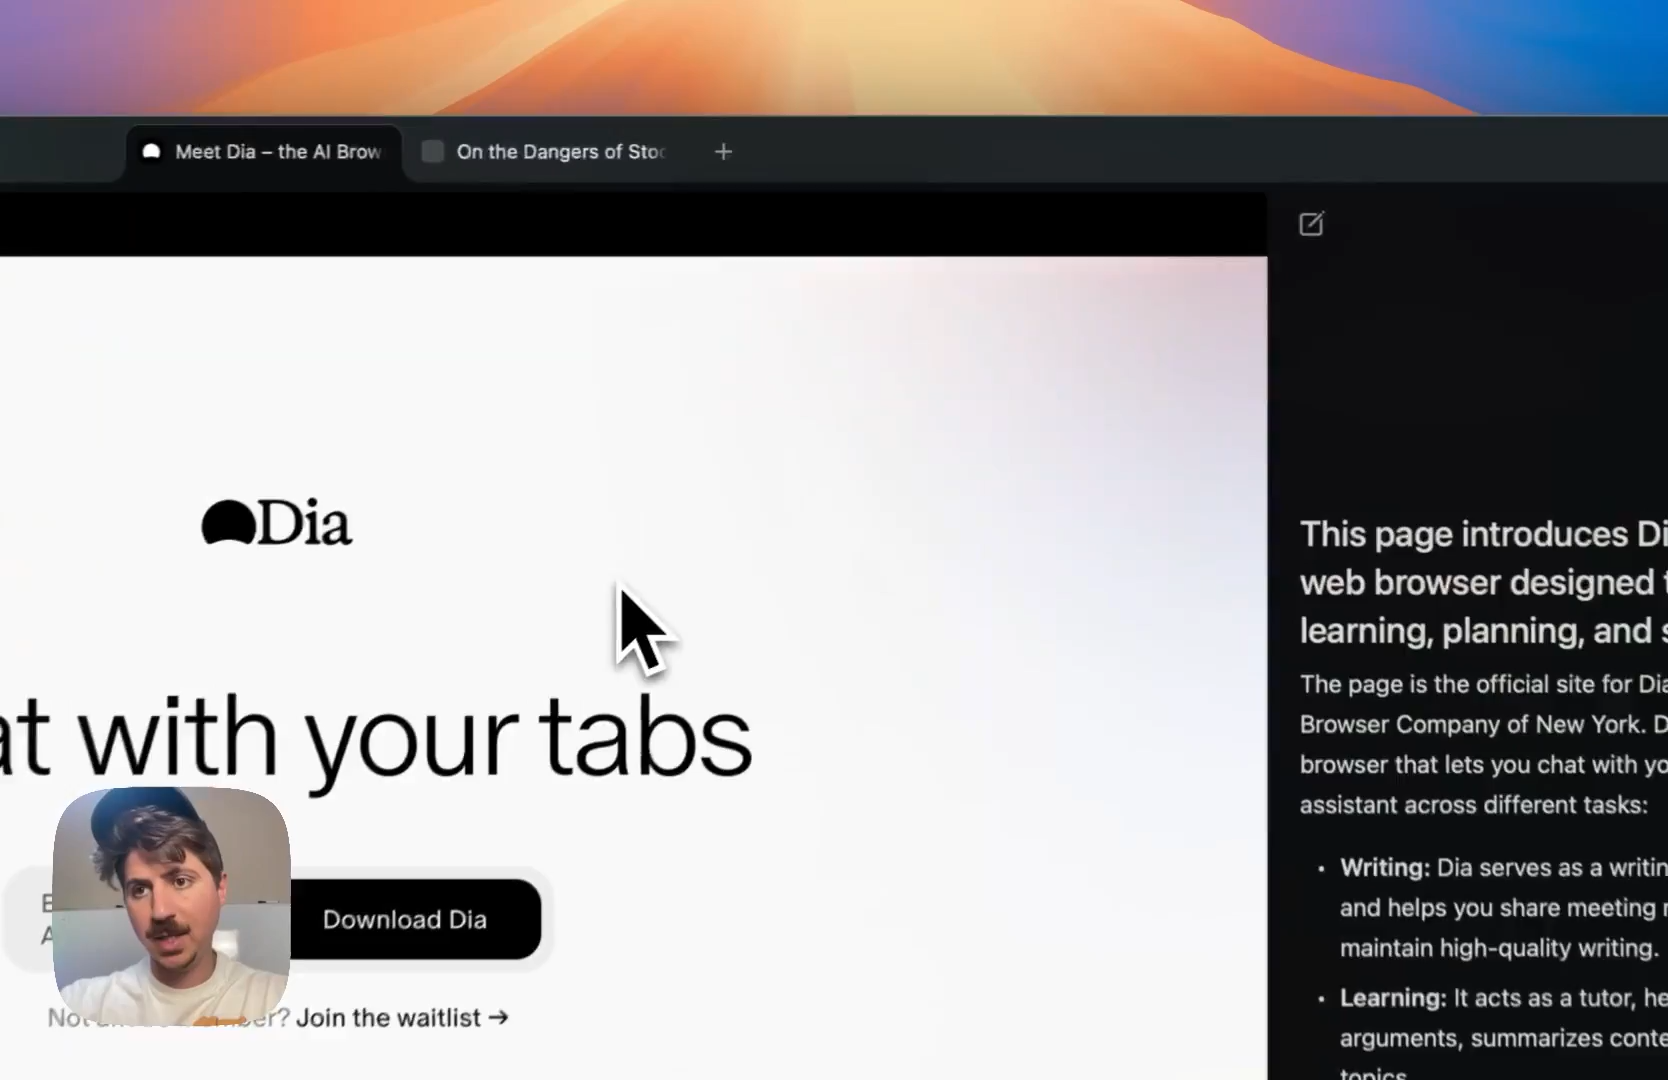 Meet Dia – the AI Brow
On the Dangers of Stoc
Dia
at with your tabs
Download Dia
Join the waitlist →
This page introduces Di
web browser designed t
learning, planning, and s
The page is the official site for Dia
Browser Company of New York. D
browser that lets you chat with yo
assistant across different tasks:
• Writing: Dia serves as a writin
and helps you share meeting r
maintain high-quality writing.
• Learning: It acts as a tutor, he
arguments, summarizes conte
topics.